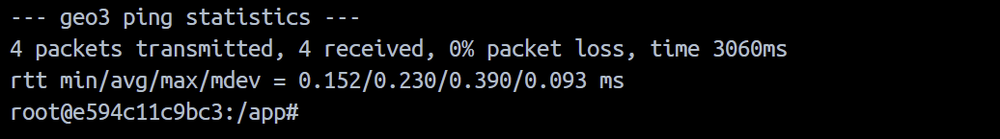 --- geo3 ping statistics ---
4 packets transmitted, 4 received, 0% packet loss, time 3060ms
rtt min/avg/max/mdev = 0.152/0.230/0.390/0.093 ms
root@e594c11c9bc3:/app#